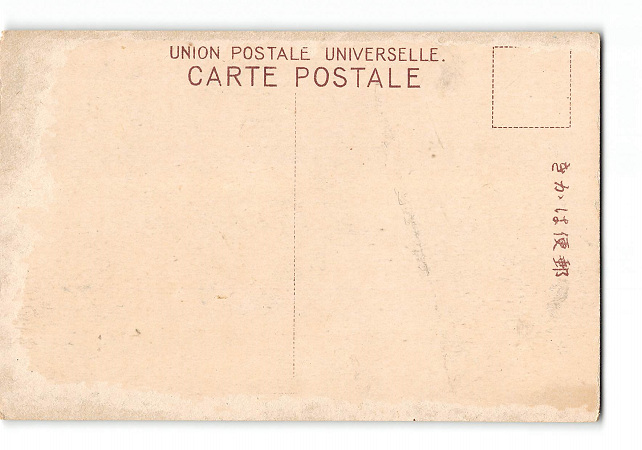 UNION POSTALE UNIVERSELLE.
CARTE POSTALE
きかは便郵